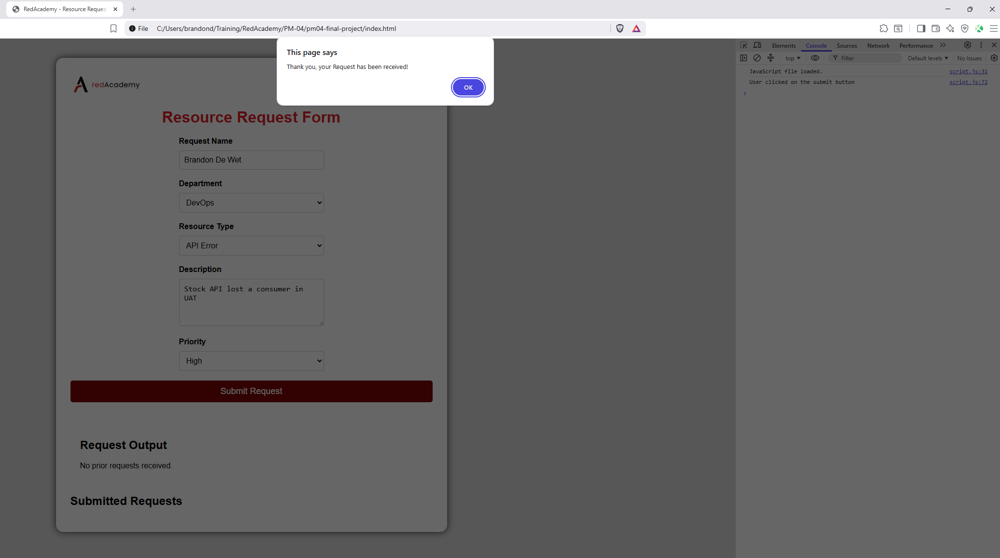 RedAcademy - Resource Reques
File
C:/Users/brandond/Training/RedAcademy/PM-04/pm04-final-project/index.html
This page says
Thank you, your Request has been received!
OK
redAcademy
Resource Request Form
Request Name
Brandon De Wet
Department
DevOps
Resource Type
API Error
Description
Stock API lost a consumer in
UAT
Priority
High
Submit Request
Request Output
No prior requests received.
Submitted Requests
Elements
Console
Sources
Network
Performance
top
Filter
Default levels
No Issues
JavaScript file loaded.
script.js:31
User clicked on the submit button
script.js:72